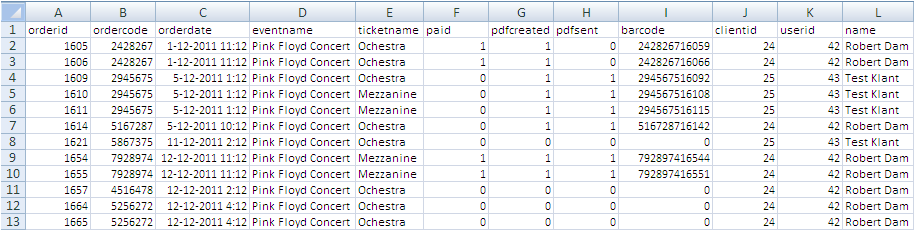 A B C D E F G H I J K L
1 orderid ordercode orderdate eventname ticketname paid pdfcreated pdfsent barcode clientid userid name
2 1605 2428267 1-12-2011 11:12 Pink Floyd Concert Ochestra 1 1 0 242826716059 24 42 Robert Dam
3 1606 2428267 1-12-2011 11:12 Pink Floyd Concert Ochestra 1 1 0 242826716066 24 42 Robert Dam
4 1609 2945675 5-12-2011 1:12 Pink Floyd Concert Ochestra 0 1 1 294567516092 25 43 Test Klant
5 1610 2945675 5-12-2011 1:12 Pink Floyd Concert Mezzanine 0 1 1 294567516108 25 43 Test Klant
6 1611 2945675 5-12-2011 1:12 Pink Floyd Concert Mezzanine 0 1 1 294567516115 25 43 Test Klant
7 1614 5167287 5-12-2011 10:12 Pink Floyd Concert Ochestra 0 1 1 516728716142 24 42 Robert Dam
8 1621 5867375 11-12-2011 2:12 Pink Floyd Concert Ochestra 0 0 0 0 25 43 Test Klant
9 1654 7928974 12-12-2011 11:12 Pink Floyd Concert Mezzanine 1 1 1 792897416544 24 42 Robert Dam
10 1655 7928974 12-12-2011 11:12 Pink Floyd Concert Mezzanine 1 1 1 792897416551 24 42 Robert Dam
11 1657 4516478 12-12-2011 2:12 Pink Floyd Concert Ochestra 0 0 0 0 24 42 Robert Dam
12 1664 5256272 12-12-2011 4:12 Pink Floyd Concert Ochestra 0 0 0 0 24 42 Robert Dam
13 1665 5256272 12-12-2011 4:12 Pink Floyd Concert Ochestra 0 0 0 0 24 42 Robert Dam